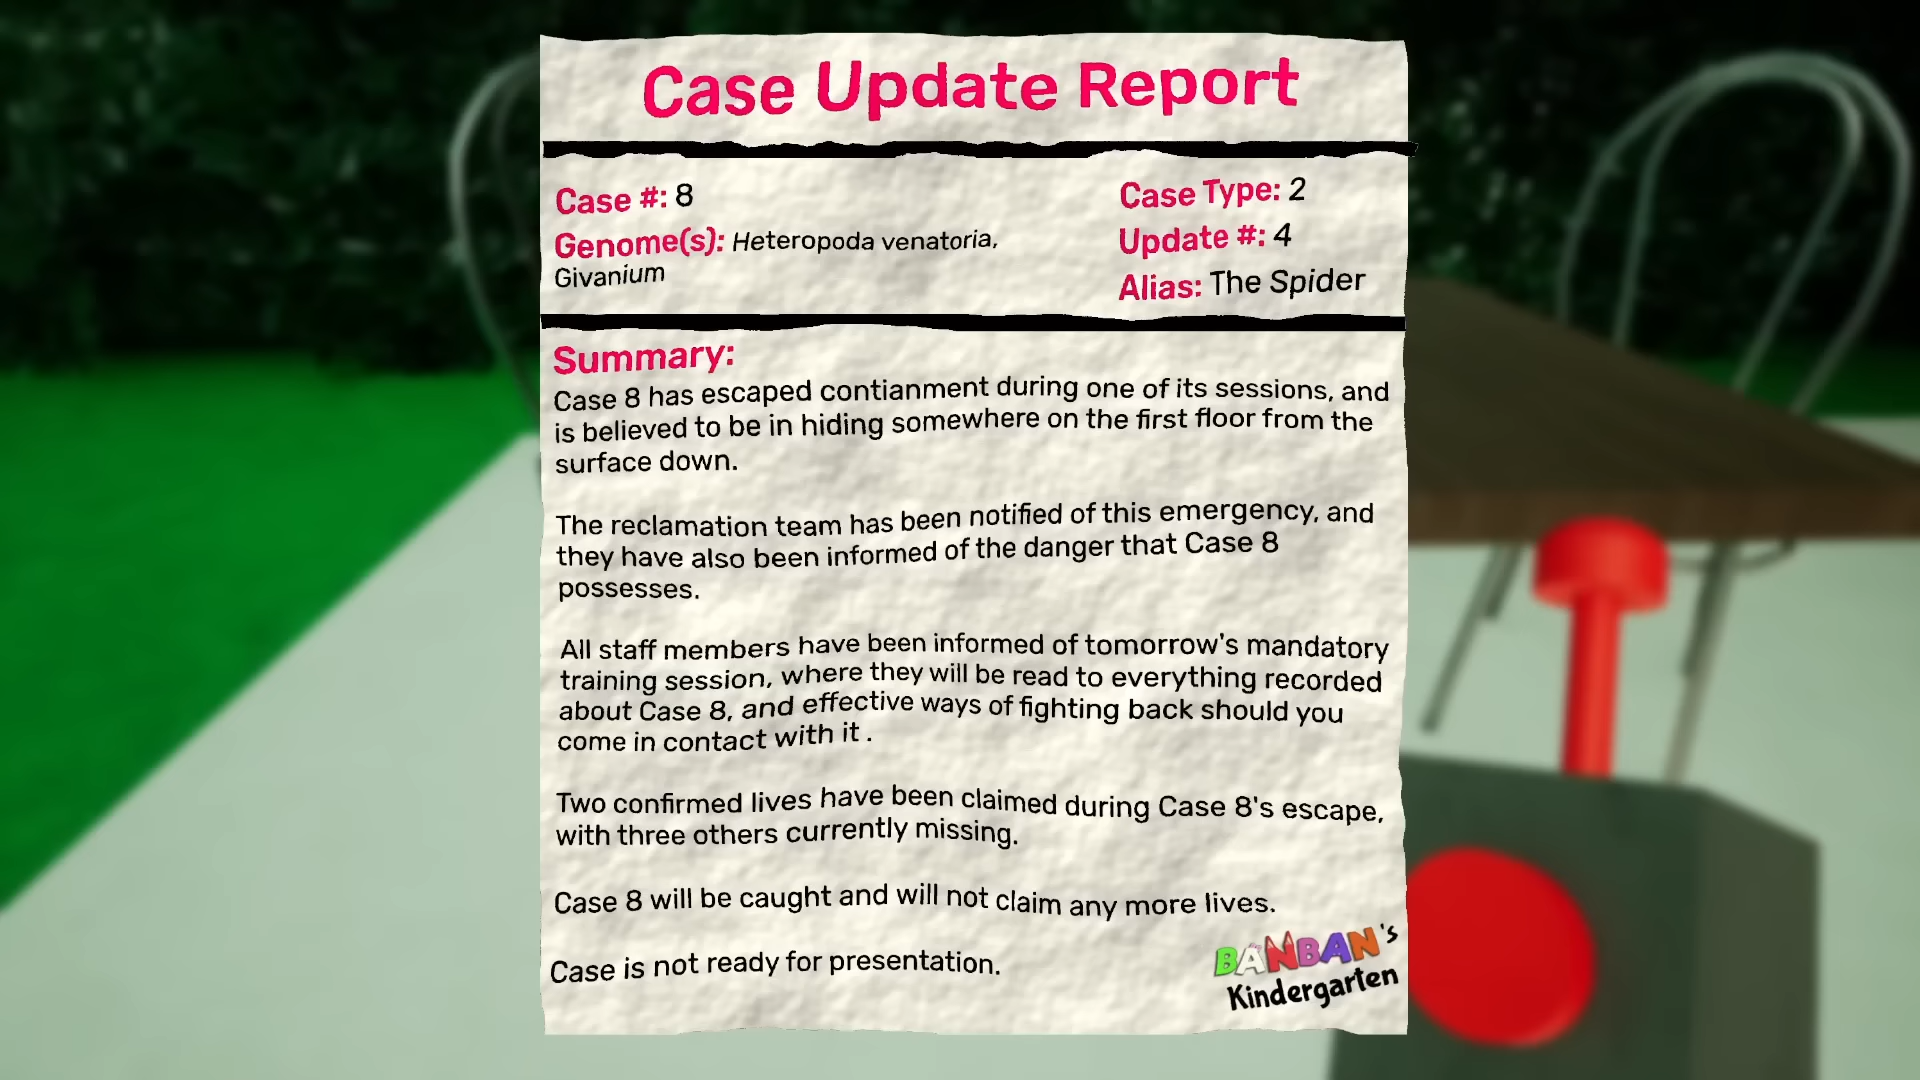 Case Update Report
Case #: 8
Genome(s): Heteropoda venatoria,
Givanium
Case Type: 2
Update #: 4
Alias: The Spider
Summary:
Case 8 has escaped contianment during one of its sessions, and
is believed to be in hiding somewhere on the first floor from the
surface down.
The reclamation team has been notified of this emergency, and
they have also been informed of the danger that Case 8
possesses.
All staff members have been informed of tomorrow's mandatory
training session, where they will be read to everything recorded
about Case 8, and effective ways of fighting back should you
come in contact with it .
Two confirmed lives have been claimed during Case 8's escape,
with three others currently missing.
Case 8 will be caught and will not claim any more lives.
Case is not ready for presentation.
BANBAN's
Kindergarten